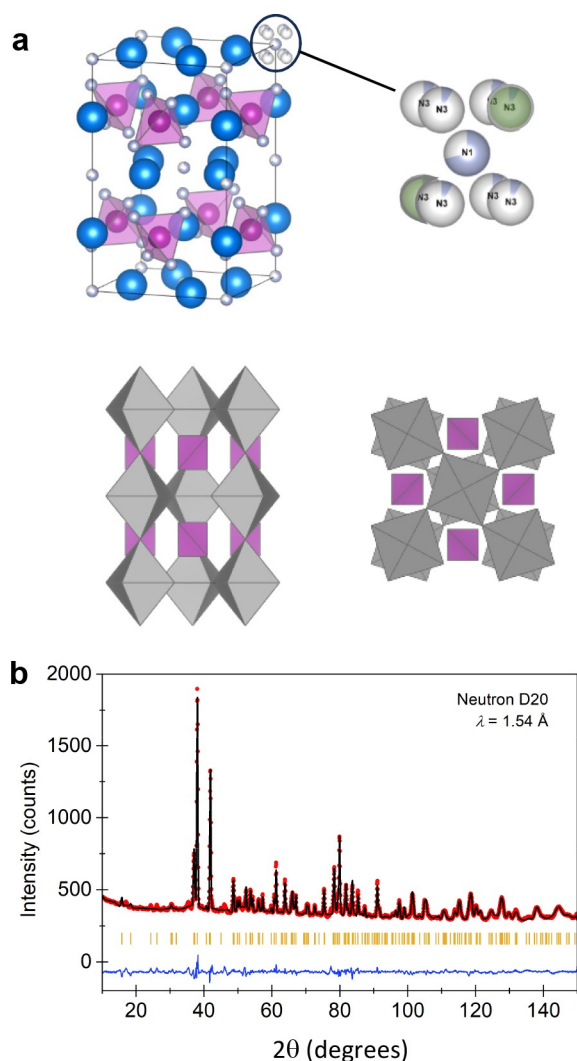 a
N3 N3 N3 N3
N1
N3 N3 N3 N3
b
Neutron D20
λ = 1.54 Å
Intensity (counts)
2000
1500
1000
500
0
20 40 60 80 100 120 140
2θ (degrees)